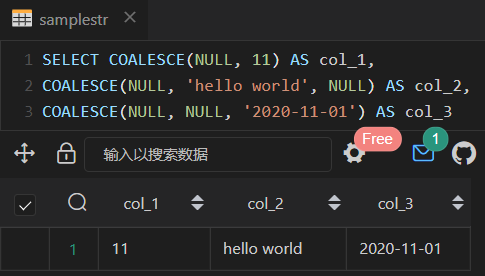 samplestr
1 SELECT COALESCE(NULL, 11) AS col_1,
2 COALESCE(NULL, 'hello world', NULL) AS col_2,
3 COALESCE(NULL, NULL, '2020-11-01') AS col_3
输入以搜索数据 Free 1
col_1 col_2 col_3
1 11 hello world 2020-11-01